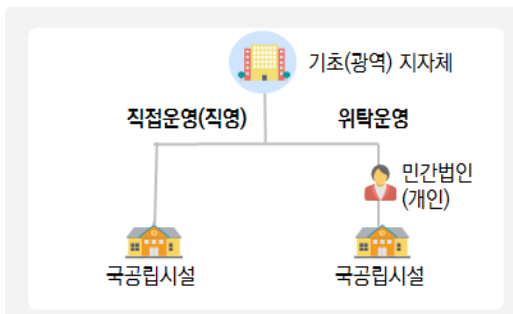 기초(광역) 지자체
직접운영(직영)
위탁운영
민간법인
(개인)
국공립시설
국공립시설